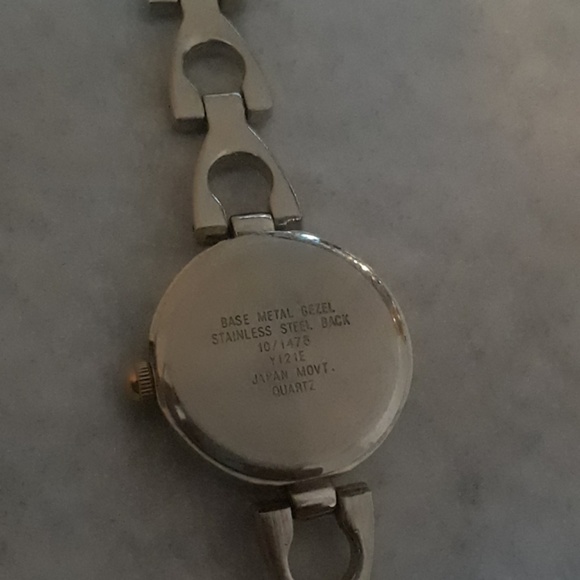 BASE METAL BEZEL
STAINLESS STEEL BACK
10/1478
Y121E
JAPAN MOVT.
QUARTZ